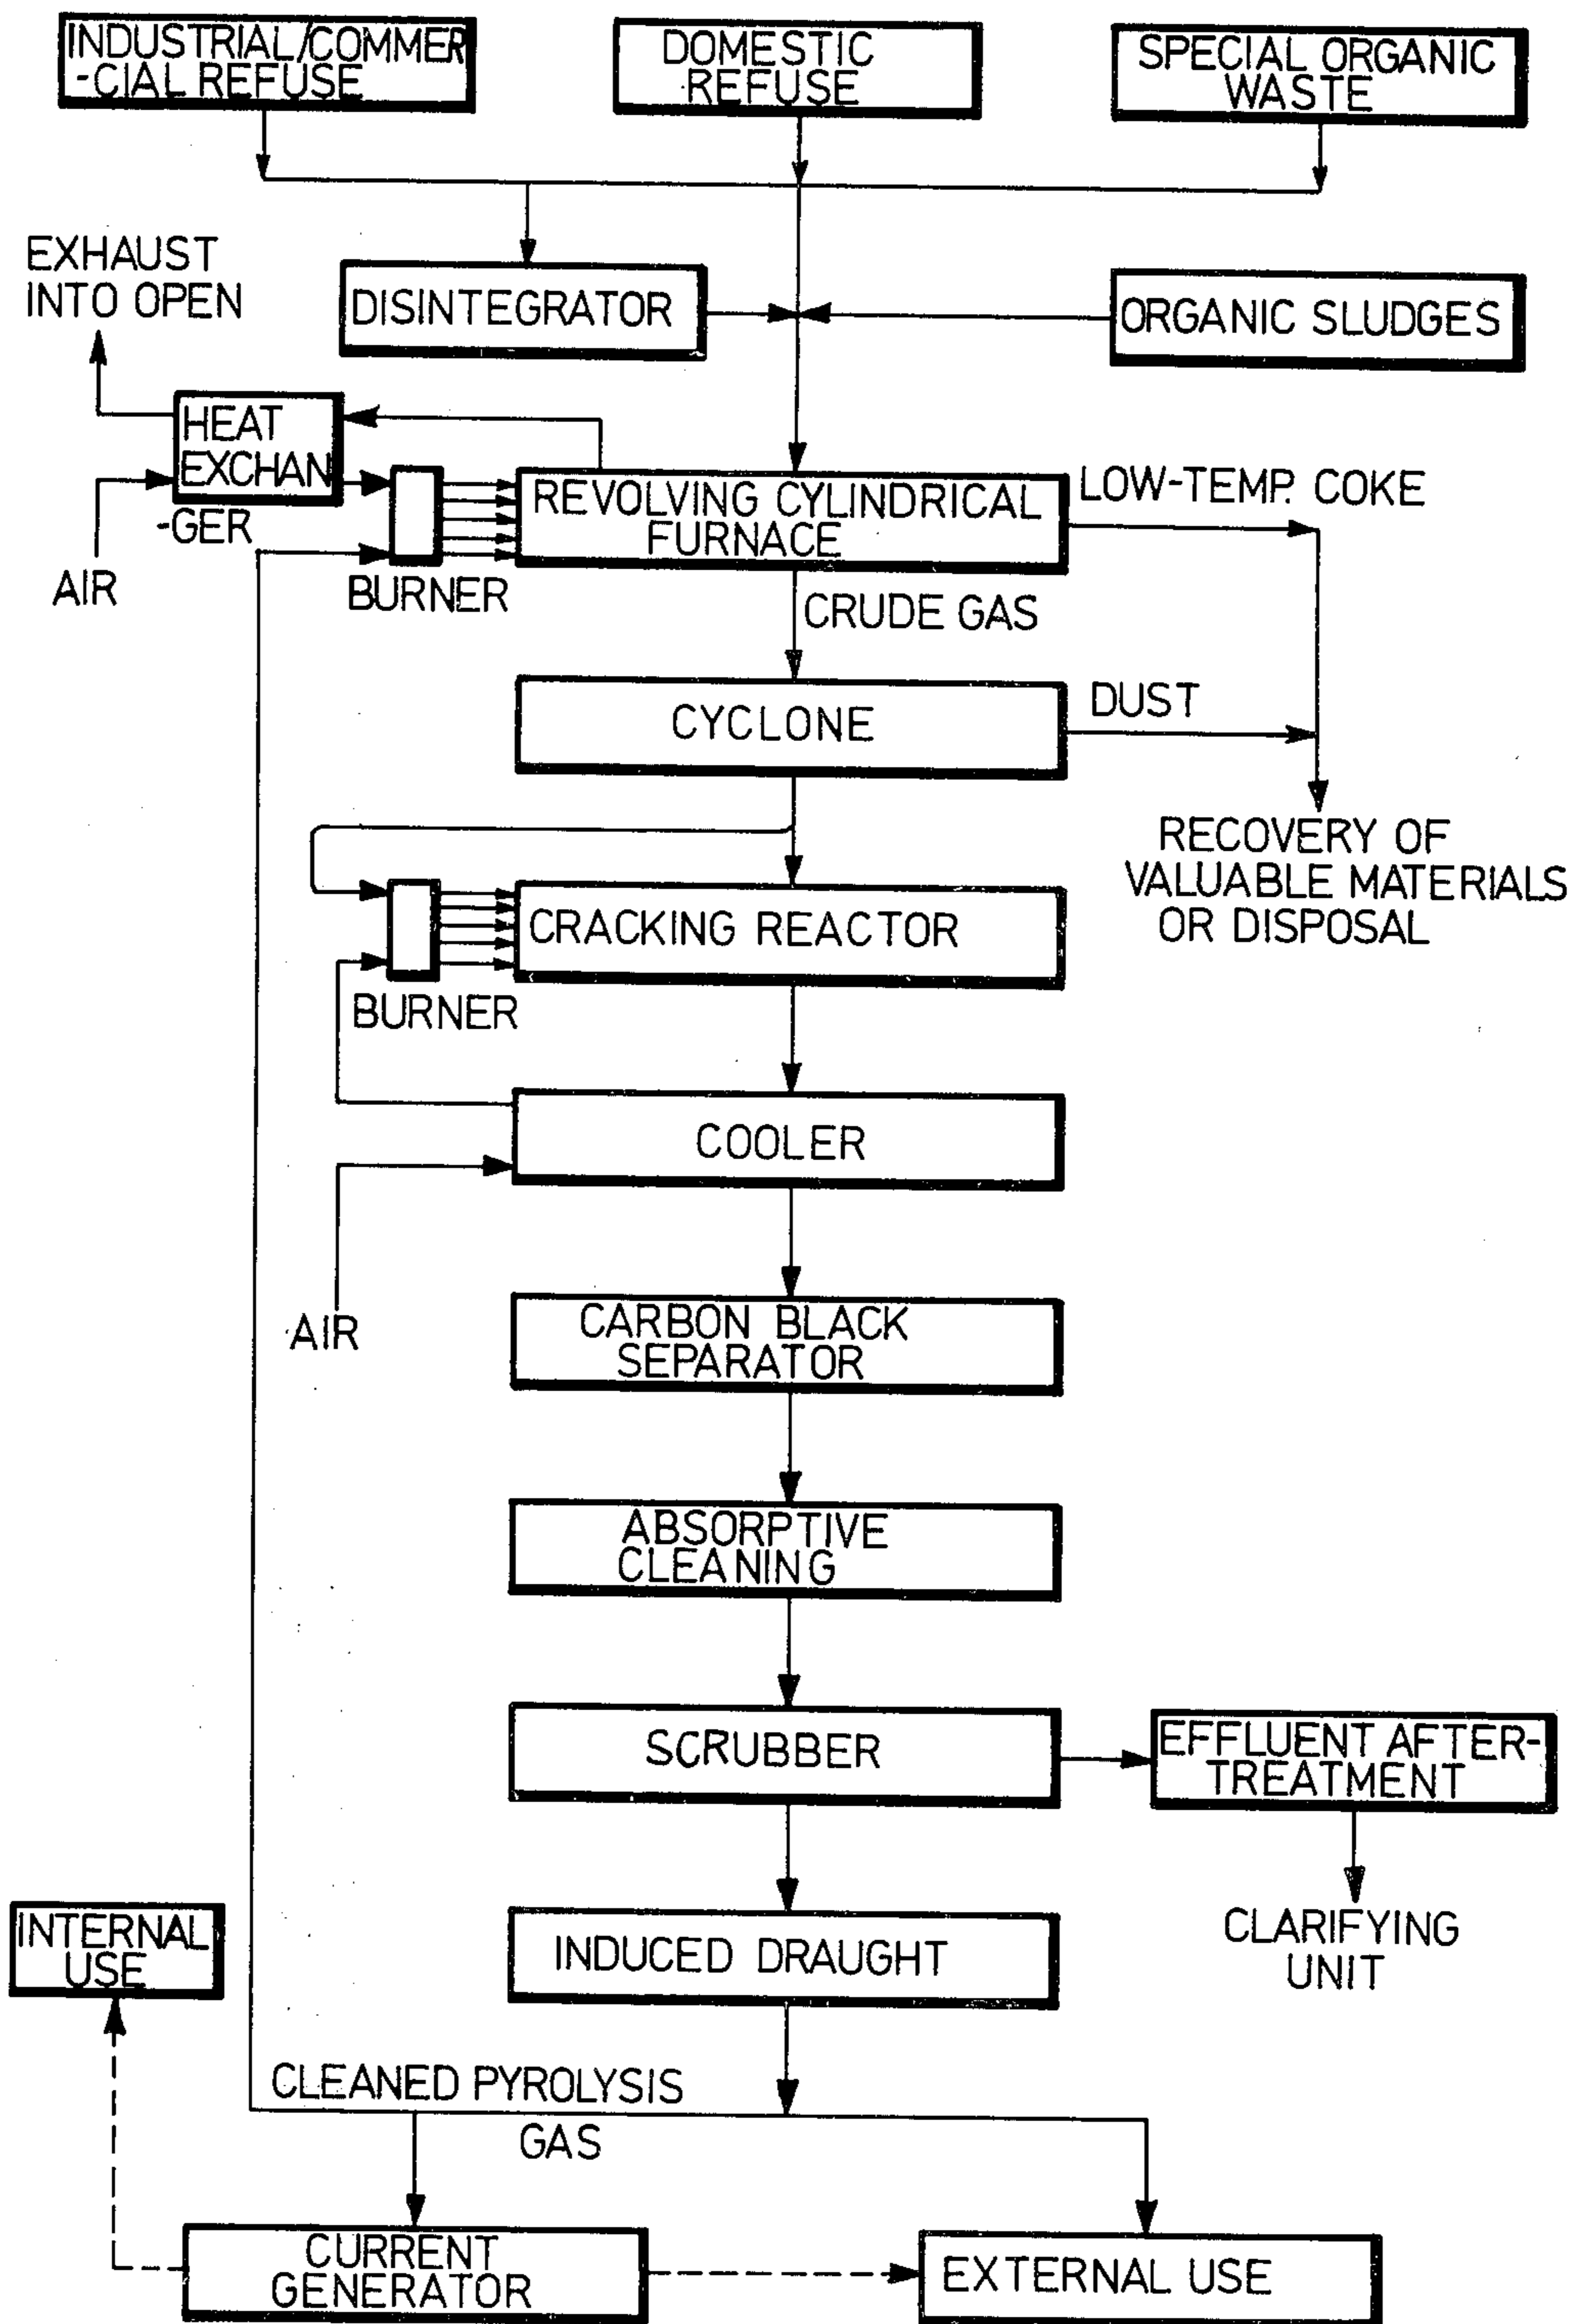 INDUSTRIAL/COMMER
-CIAL REFUSE
DOMESTIC
REFUSE
SPECIAL ORGANIC
WASTE
EXHAUST
INTO OPEN
DISINTEGRATOR
ORGANIC SLUDGES
HEAT
EXCHAN
-GER
AIR
BURNER
REVOLVING CYLINDRICAL
FURNACE
LOW-TEMP. COKE
CRUDE GAS
CYCLONE
DUST
RECOVERY OF
VALUABLE MATERIALS
OR DISPOSAL
CRACKING REACTOR
BURNER
COOLER
AIR
CARBON BLACK
SEPARATOR
ABSORPTIVE
CLEANING
SCRUBBER
EFFLUENT AFTER-
TREATMENT
CLARIFYING
UNIT
INDUCED DRAUGHT
INTERNAL
USE
CLEANED PYROLYSIS
GAS
CURRENT
GENERATOR
EXTERNAL USE